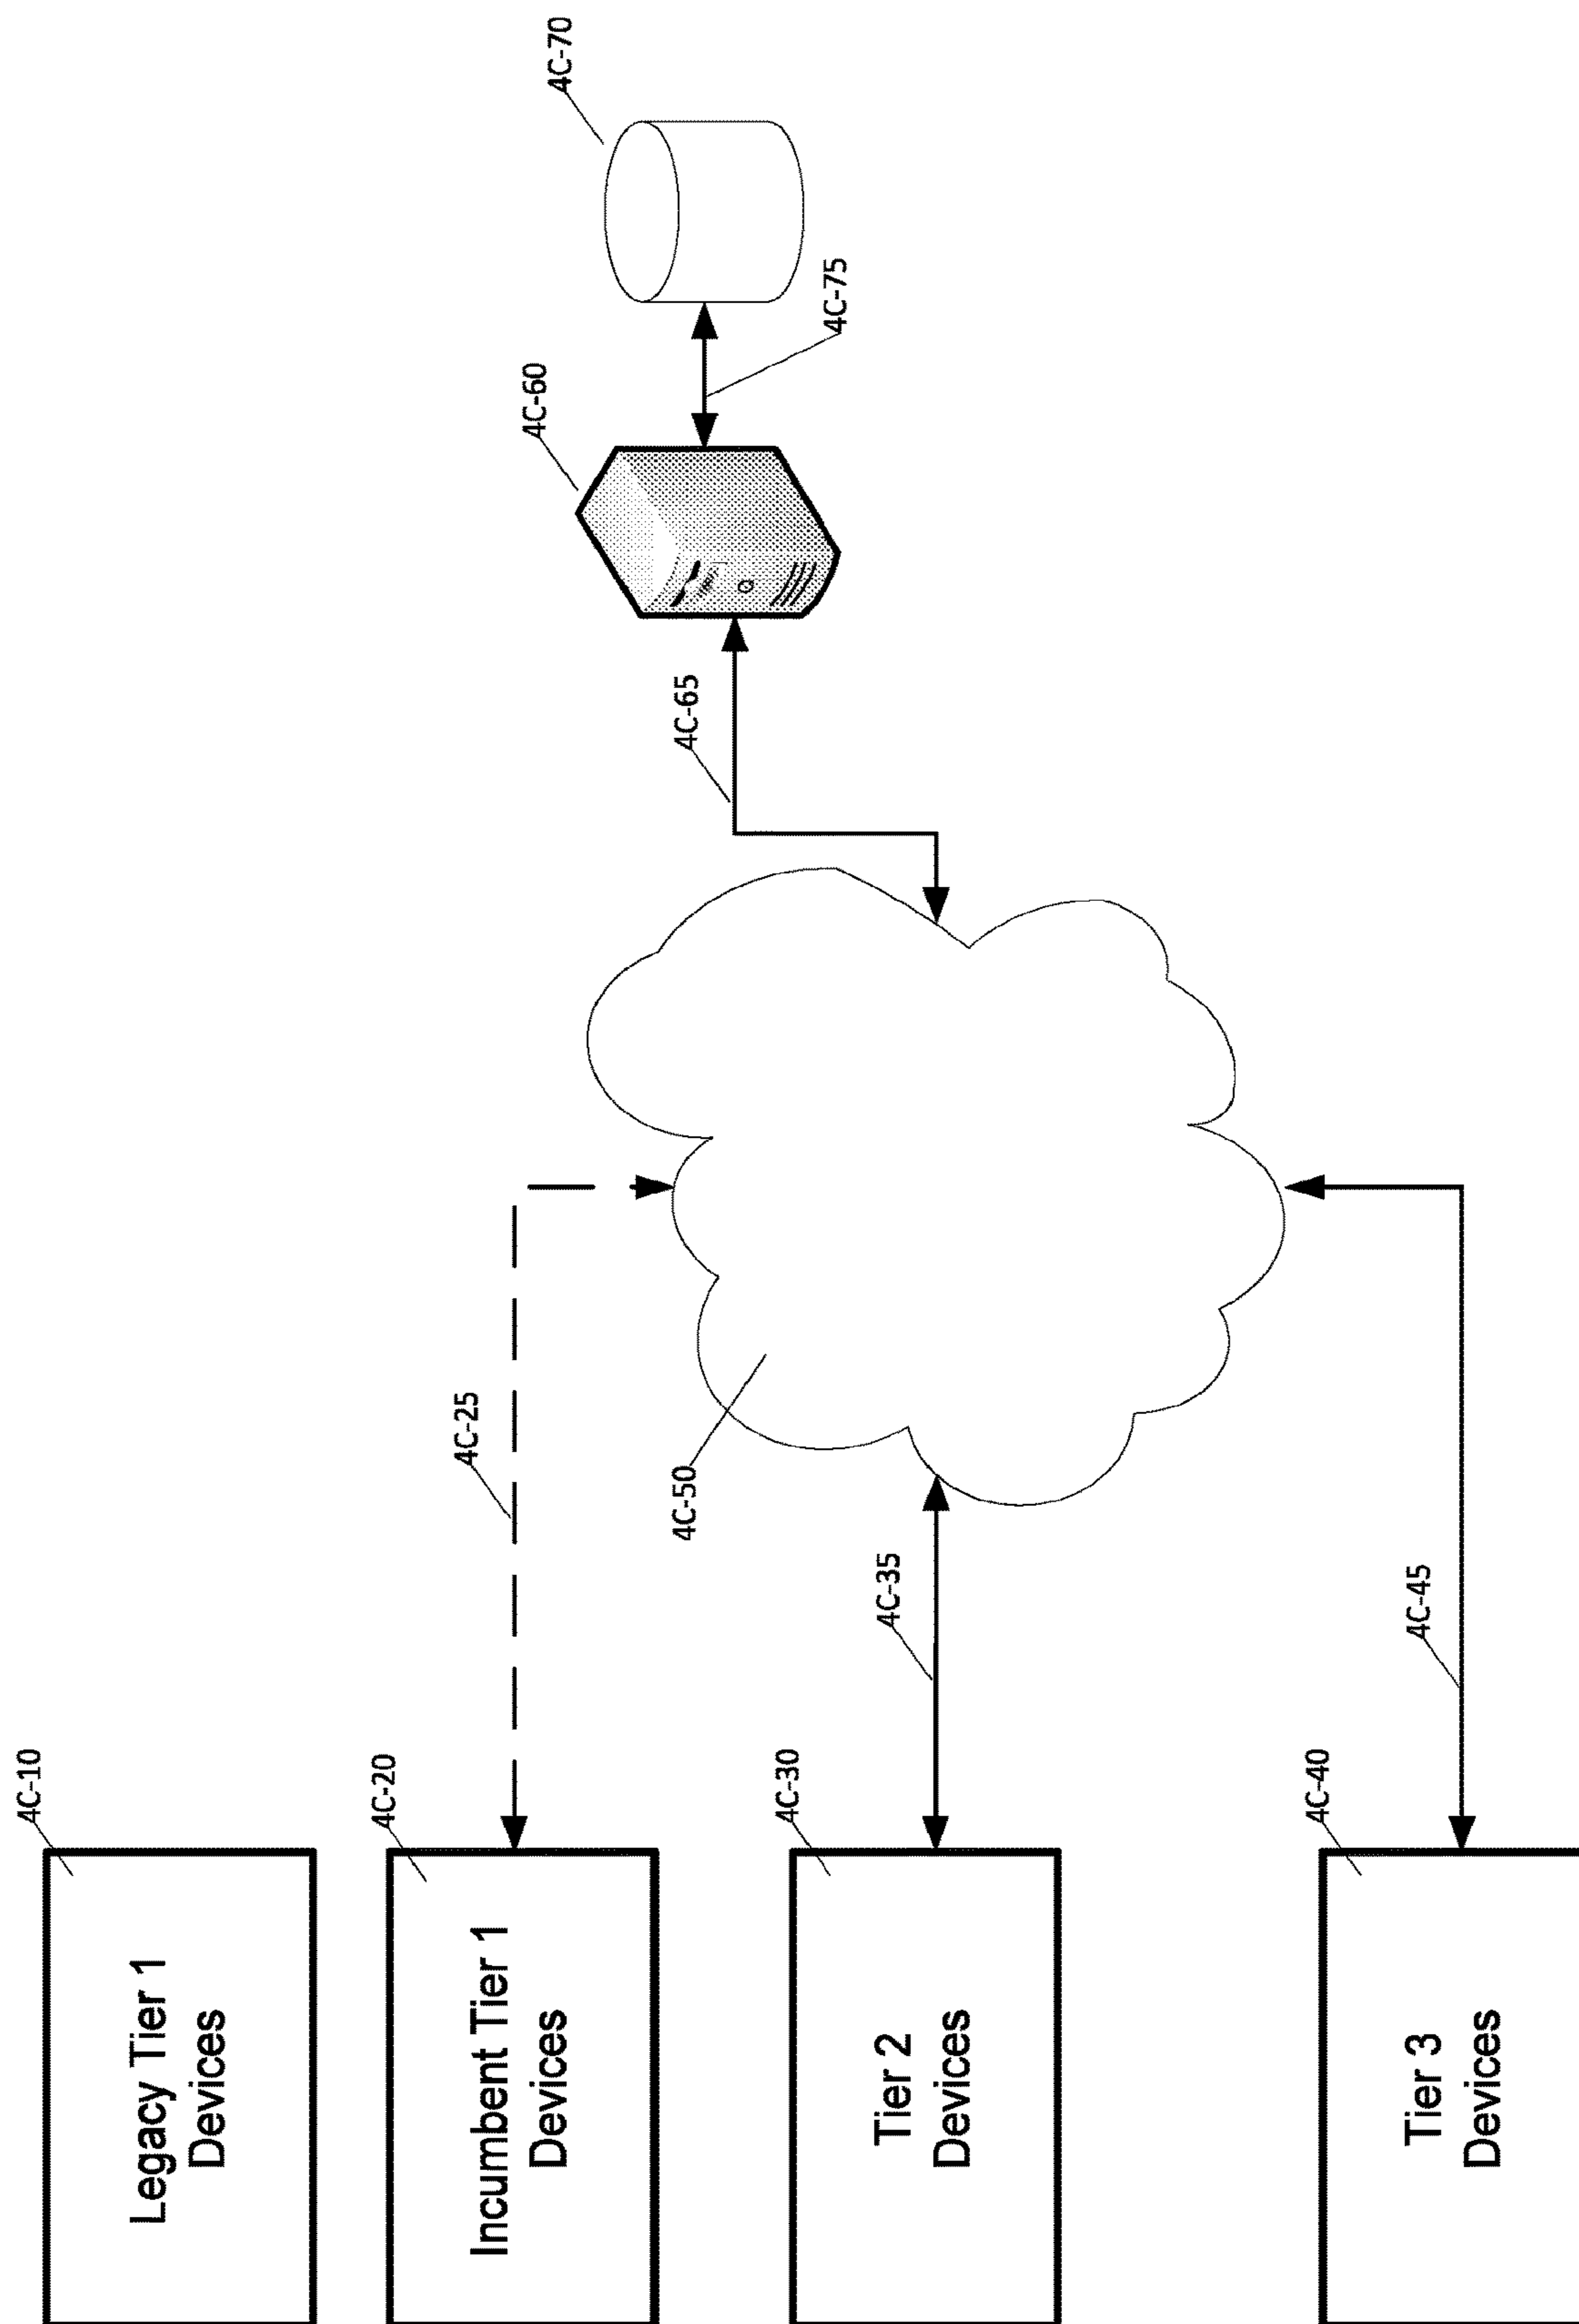 4C-10
Legacy Tier 1
Devices
4C-20
Incumbent Tier 1
Devices
4C-25
4C-30
Tier 2
Devices
4C-35
4C-40
Tier 3
Devices
4C-45
4C-50
4C-65
4C-60
4C-75
4C-70